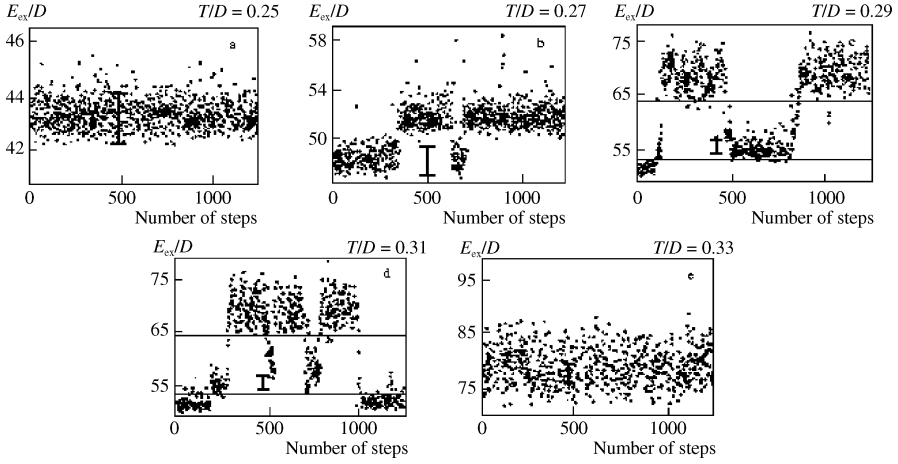 E_ex/D T/D = 0.25
46
44
42
a
0 500 1000
Number of steps
E_ex/D T/D = 0.27
58
54
50
b
0 500 1000
Number of steps
E_ex/D T/D = 0.29
75
65
55
c
0 500 1000
Number of steps
E_ex/D T/D = 0.31
75
65
55
d
0 500 1000
Number of steps
E_ex/D T/D = 0.33
95
85
75
e
0 500 1000
Number of steps